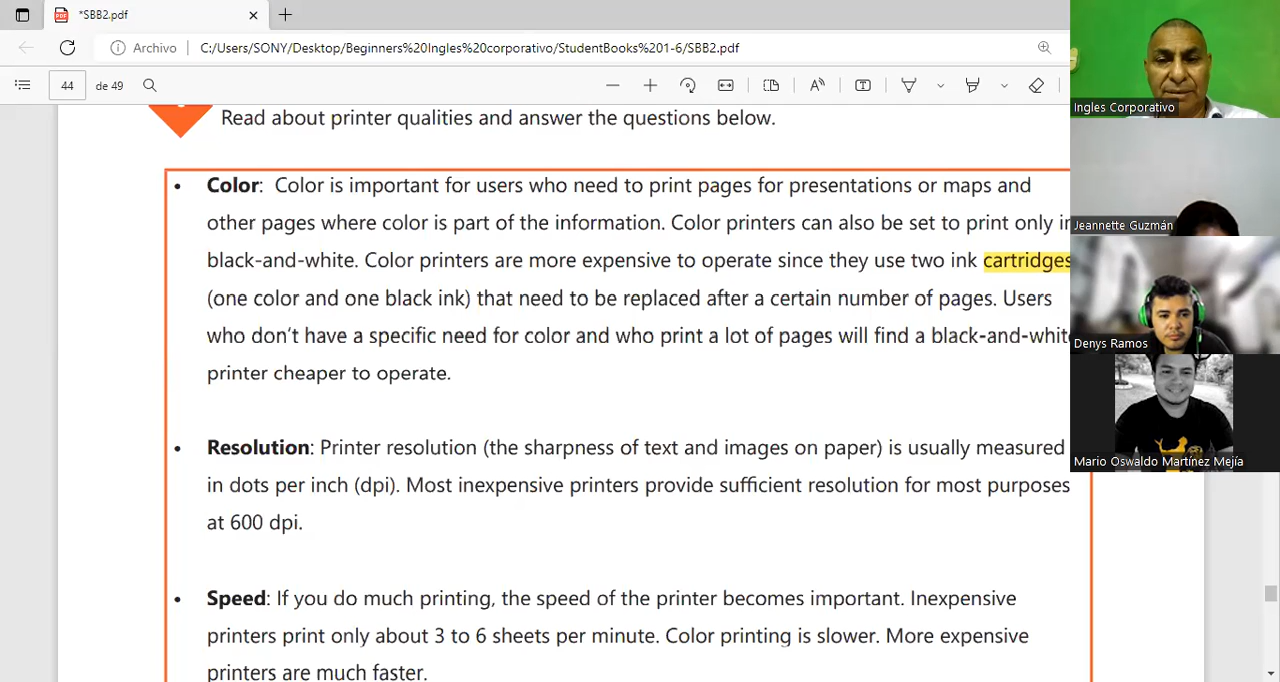 *SBB2.pdf
Archivo
C:/Users/SONY/Desktop/Beginners%20Ingles%20corporativo/StudentBooks%201-6/SBB2.pdf
44
de 49
Read about printer qualities and answer the questions below.
• Color: Color is important for users who need to print pages for presentations or maps and
other pages where color is part of the information. Color printers can also be set to print only in
black-and-white. Color printers are more expensive to operate since they use two ink cartridges
(one color and one black ink) that need to be replaced after a certain number of pages. Users
who don't have a specific need for color and who print a lot of pages will find a black-and-white
printer cheaper to operate.
• Resolution: Printer resolution (the sharpness of text and images on paper) is usually measured
in dots per inch (dpi). Most inexpensive printers provide sufficient resolution for most purposes
at 600 dpi.
• Speed: If you do much printing, the speed of the printer becomes important. Inexpensive
printers print only about 3 to 6 sheets per minute. Color printing is slower. More expensive
printers are much faster.
Ingles Corporativo
Jeannette Guzmán
Denys Ramos
Mario Oswaldo Martínez Mejía